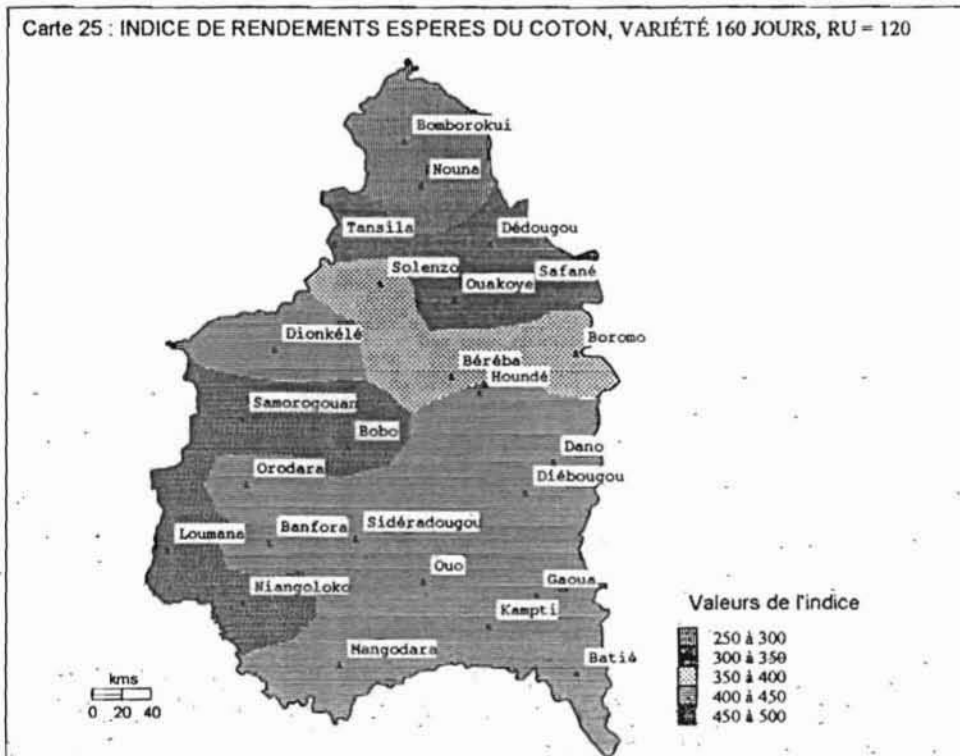 Carte 25 : INDICE DE RENDEMENTS ESPERES DU COTON, VARIÉTÉ 160 JOURS, RU = 120
Bomborokui
Nouna
Tansila
Dédougou
Solenzo
Safané
Ouakoye
Dionkélé
Boromo
Béréba
Houndé
Samorogouan
Bobo
Dano
Orodara
Diébougou
Loumana
Banfora
Sidéradougou
Niangoloko
Ouo
Gaoua
Kampti
Mangodara
Batié
Valeurs de l'indice
250 à 300
300 à 350
350 à 400
400 à 450
450 à 500
kms
0 20 40